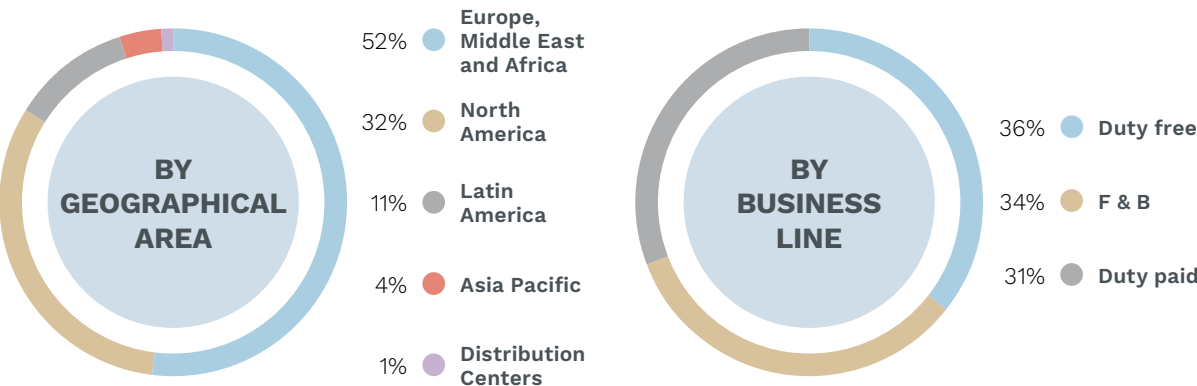 BY
GEOGRAPHICAL
AREA
52%
Europe,
Middle East
and Africa
32%
North
America
11%
Latin
America
4%
Asia Pacific
1%
Distribution
Centers
BY
BUSINESS
LINE
36%
Duty free
34%
F & B
31%
Duty paid